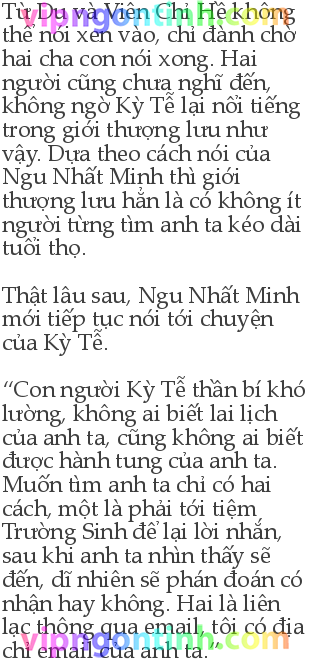 vipngontinh.com
Từ Du và Viên Chi Hề không
thể nói xen vào, chỉ đành chờ
hai cha con nói xong. Hai
người cũng chưa nghĩ đến,
không ngờ Kỳ Tễ lại nổi tiếng
trong giới thượng lưu như
vậy. Dựa theo cách nói của
Ngu Nhất Minh thì giới
thượng lưu hẳn là có không ít
người từng tìm anh ta kéo dài
tuổi thọ.
Thật lâu sau, Ngu Nhất Minh
mới tiếp tục nói tới chuyện
của Kỳ Tễ.
“Con người Kỳ Tễ thần bí khó
lường, không ai biết lai lịch
của anh ta, cũng không ai biết
được hành tung của anh ta.
Muốn tìm anh ta chỉ có hai
cách, một là phải tới tiệm
Trường Sinh để lại lời nhắn,
sau khi anh ta nhìn thấy sẽ
đến, dĩ nhiên sẽ phán đoán có
nhận hay không. Hai là liên
lạc thông qua email, tôi có địa
chỉ email của anh ta.”
vipngontinh.com